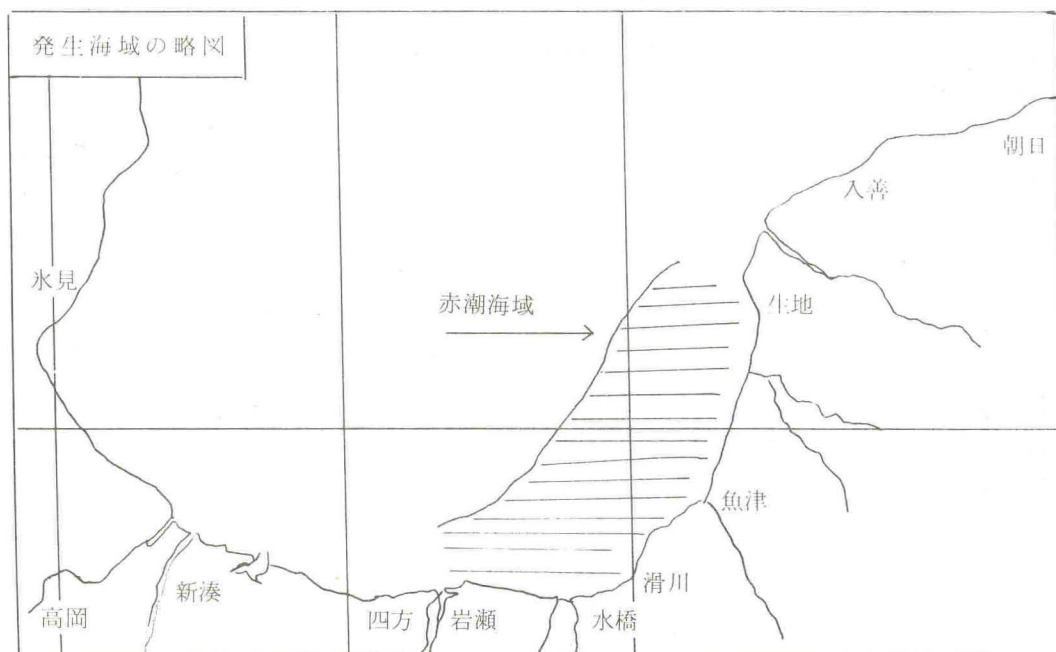 発生海域の略図
朝日
入善
氷見
生地
赤潮海域
魚津
滑川
新湊
高岡
四方
岩瀬
水橋